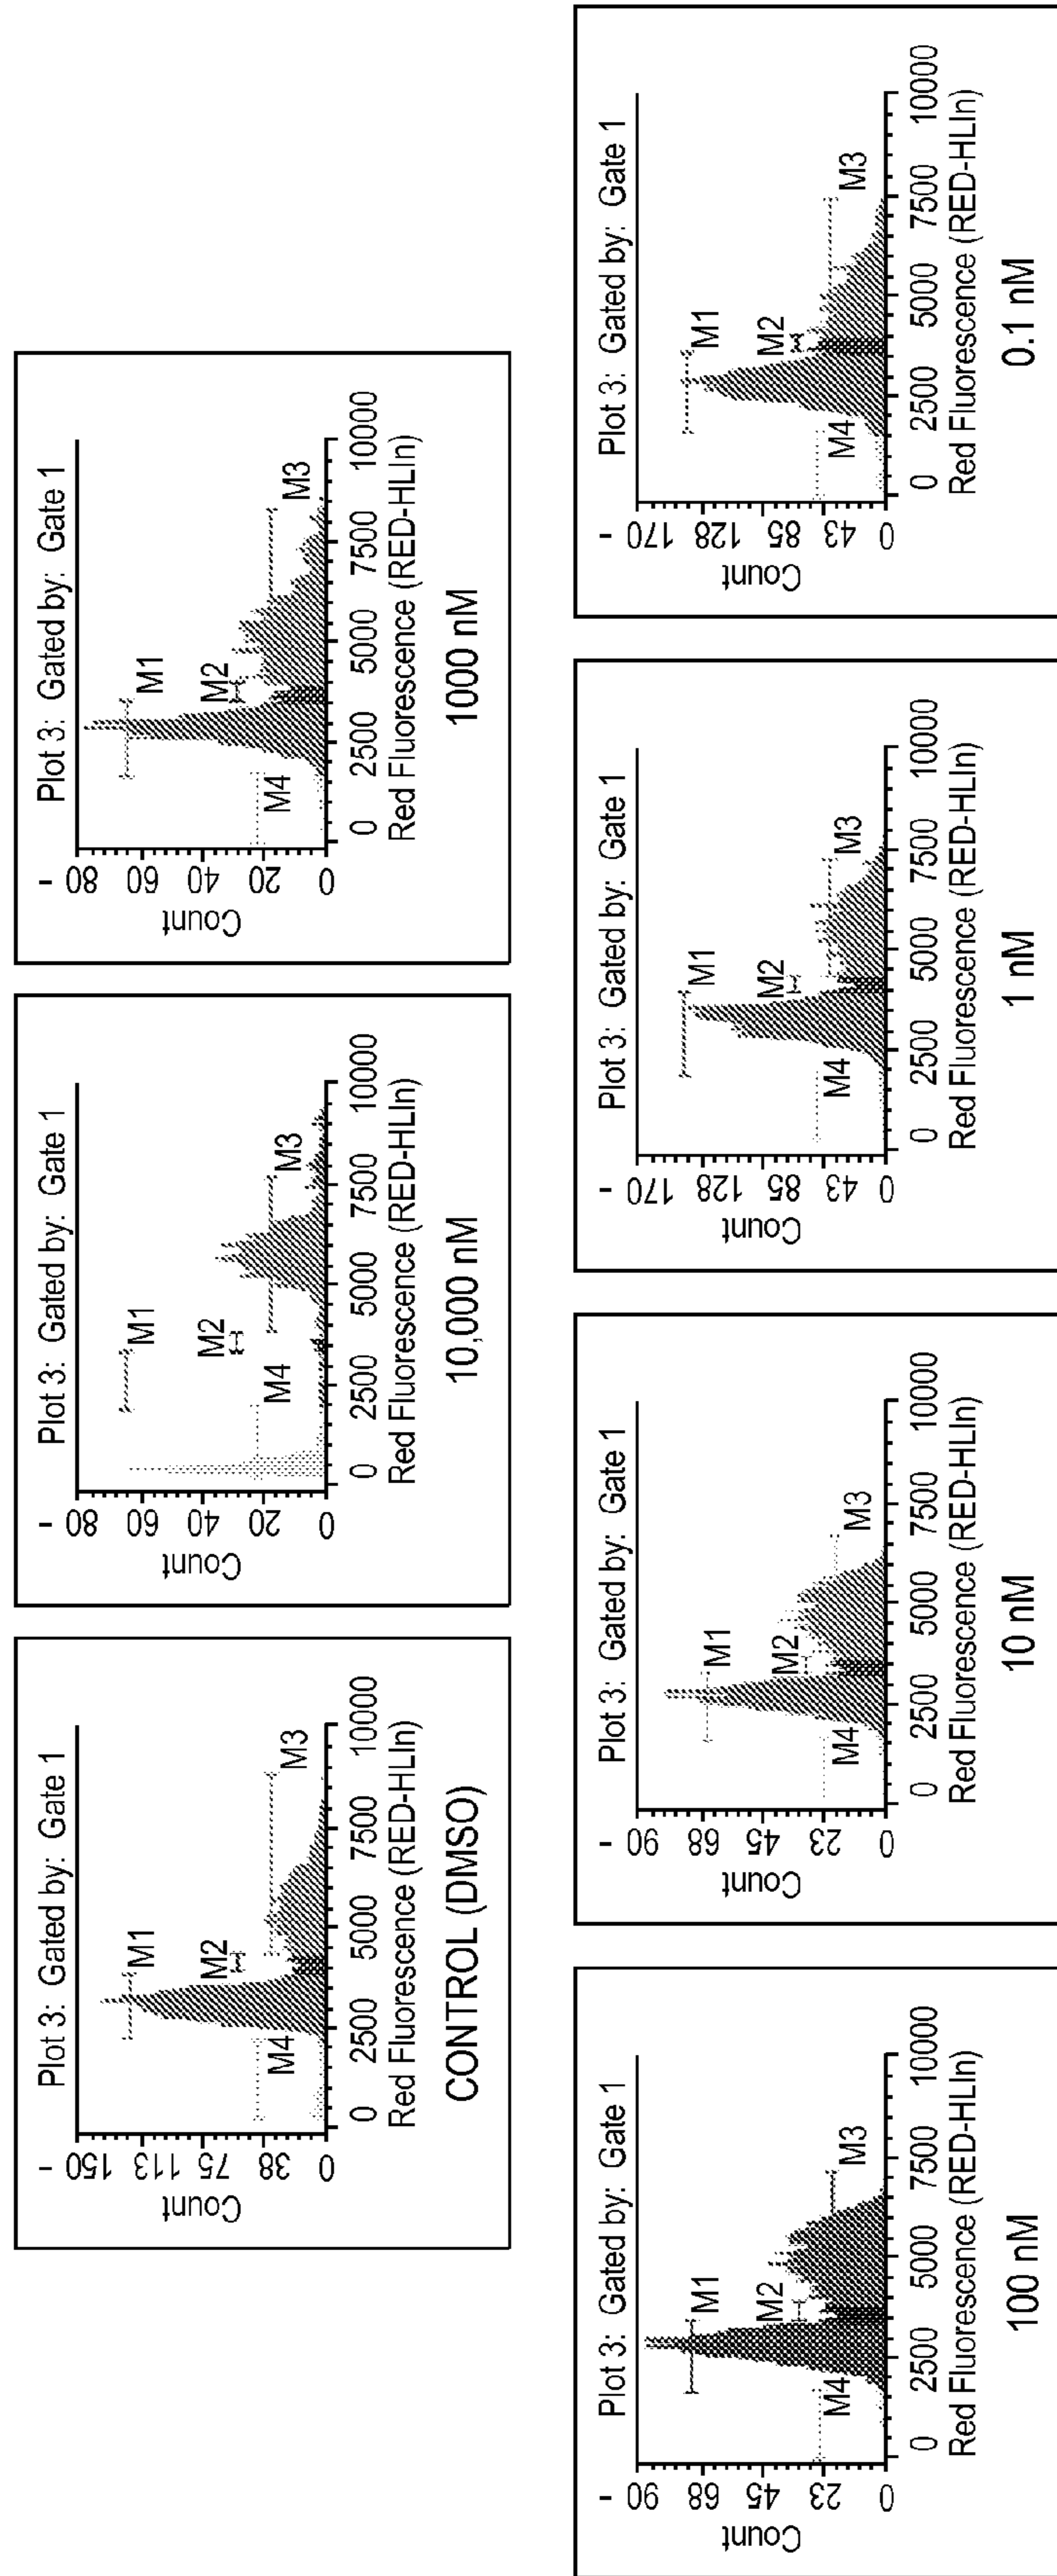 Plot 3: Gated by: Gate 1
Count
- 150
113
75
38
0
M1
M2
M3
M4
0 2500 5000 7500 10000
Red Fluorescence (RED-HLIn)
CONTROL (DMSO)
Plot 3: Gated by: Gate 1
Count
- 80
60
40
20
0
M1
M2
M3
M4
0 2500 5000 7500 10000
Red Fluorescence (RED-HLIn)
10,000 nM
Plot 3: Gated by: Gate 1
Count
- 80
60
40
20
0
M1
M2
M3
M4
0 2500 5000 7500 10000
Red Fluorescence (RED-HLIn)
1000 nM
Plot 3: Gated by: Gate 1
Count
- 90
68
45
23
0
M1
M2
M3
M4
0 2500 5000 7500 10000
Red Fluorescence (RED-HLIn)
100 nM
Plot 3: Gated by: Gate 1
Count
- 90
68
45
23
0
M1
M2
M3
M4
0 2500 5000 7500 10000
Red Fluorescence (RED-HLIn)
10 nM
Plot 3: Gated by: Gate 1
Count
- 170
128
85
43
0
M1
M2
M3
M4
0 2500 5000 7500 10000
Red Fluorescence (RED-HLIn)
1 nM
Plot 3: Gated by: Gate 1
Count
- 170
128
85
43
0
M1
M2
M3
M4
0 2500 5000 7500 10000
Red Fluorescence (RED-HLIn)
0.1 nM